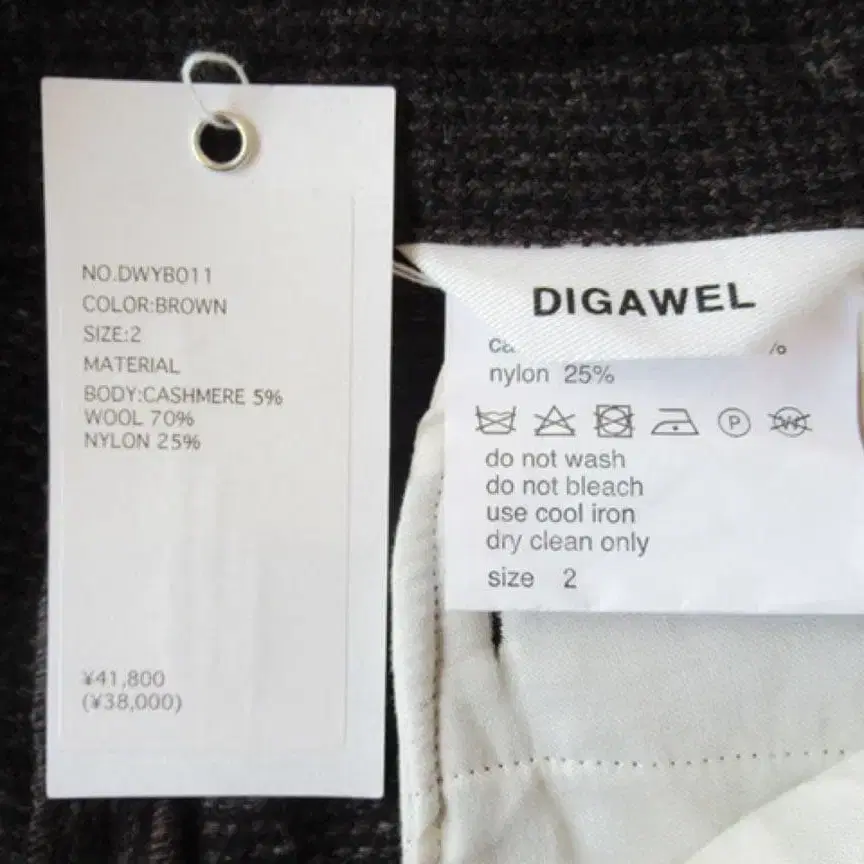 NO.DWYB011
COLOR:BROWN
SIZE:2
MATERIAL
BODY:CASHMERE 5%
WOOL 70%
NYLON 25%
¥41,800
(¥38,000)
DIGAWEL
nylon 25%
P
W
do not wash
do not bleach
use cool iron
dry clean only
size 2